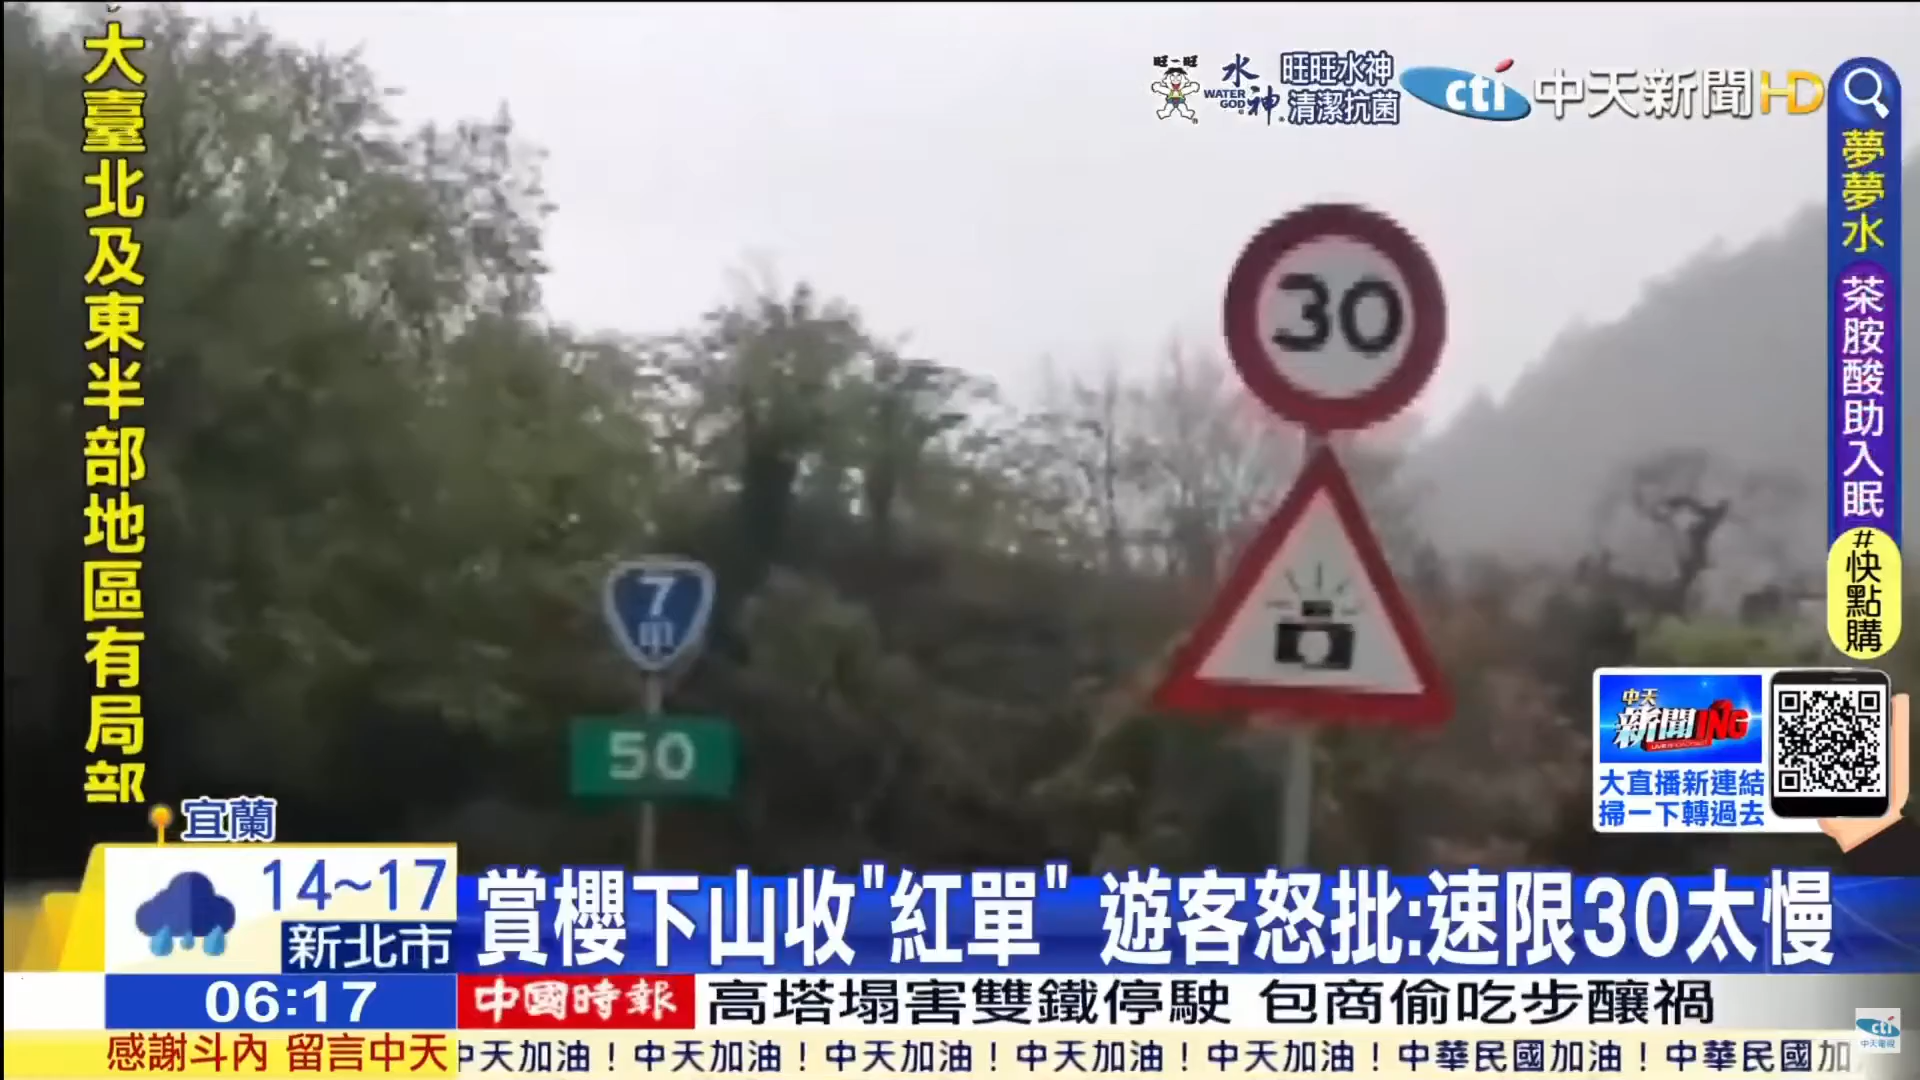 大臺北及東半部地區有局部
旺一旺
水神
WATER GOD
旺旺水神
清潔抗菌
cti 中天新聞HD
夢夢水
茶胺酸助入眠
#快點購
30
7
甲
50
中天
新聞ING
大直播新連結
掃一下轉過去
宜蘭
14~17
新北市
賞櫻下山收"紅單" 遊客怒批:速限30太慢
06:17
中國時報
高塔塌害雙鐵停駛 包商偷吃步釀禍
感謝斗內 留言中天
中天加油！中天加油！中天加油！中天加油！中天加油！中華民國加油！中華民國加
cti
中天電視